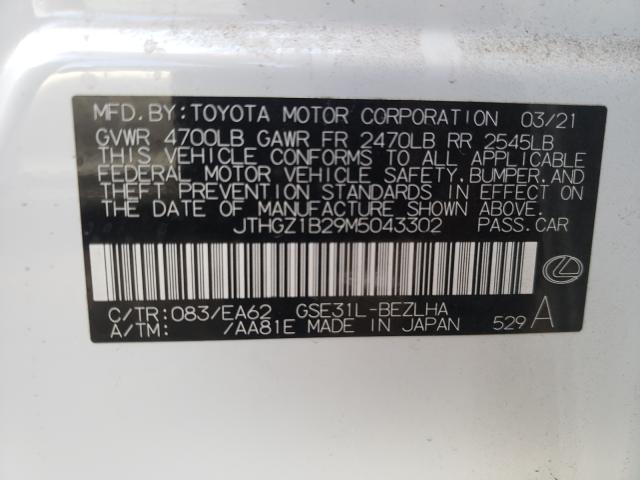 MFD. BY: TOYOTA MOTOR CORPORATION 03/21
GVWR 4700LB GAWR FR 2470LB RR 2545LB
THIS VEHICLE CONFORMS TO ALL APPLICABLE
FEDERAL MOTOR VEHICLE SAFETY, BUMPER, AND
THEFT PREVENTION STANDARDS IN EFFECT ON
THE DATE OF MANUFACTURE SHOWN ABOVE.
JTHGZ1B29M5043302 PASS. CAR
C/TR: 083/EA62 GSE31L-BEZLHA
A/TM: /AA81E MADE IN JAPAN 529 A